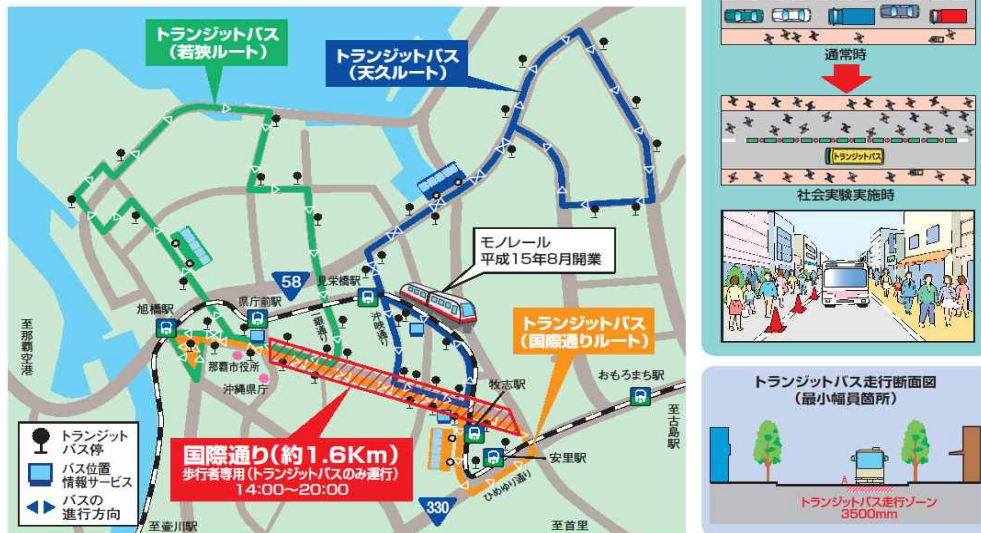 トランジットバス
(若狭ルート)
トランジットバス
(天久ルート)
モノレール
平成15年8月開業
58
見栄橋駅
県庁前駅
旭橋駅
一銀通り
沖映通り
至那覇空港
那覇市役所
沖縄県庁
トランジットバス
(国際通りルート)
おもろまち駅
牧志駅
至古島駅
安里駅
ひめゆり通り
国際通り(約1.6Km)
歩行者専用(トランジットバスのみ運行)
14:00〜20:00
330
トランジット
バス停
バス位置
情報サービス
バスの
進行方向
至壷川駅
至首里
通常時
トランジットバス
社会実験実施時
トランジットバス走行断面図
(最小幅員箇所)
A
トランジットバス走行ゾーン
3500mm